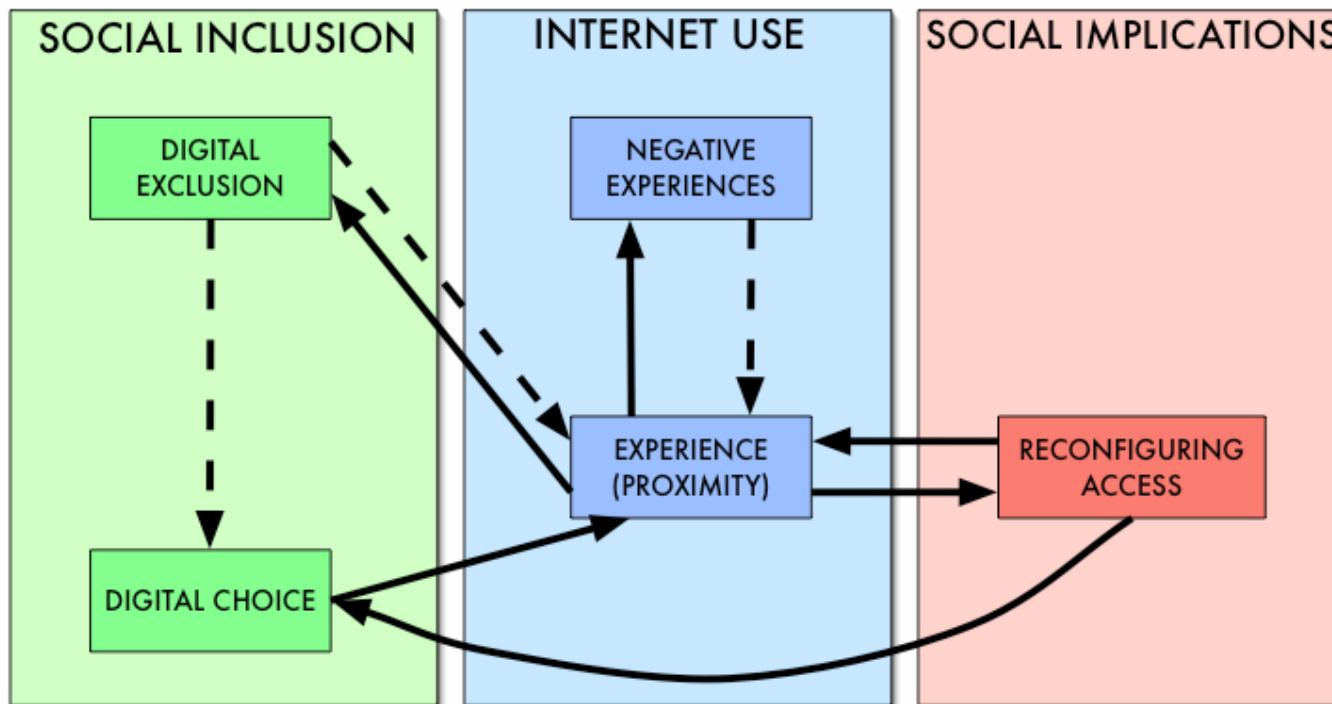 SOCIAL INCLUSION
INTERNET USE
SOCIAL IMPLICATIONS
DIGITAL
EXCLUSION
NEGATIVE
EXPERIENCES
EXPERIENCE
(PROXIMITY)
RECONFIGURING
ACCESS
DIGITAL CHOICE